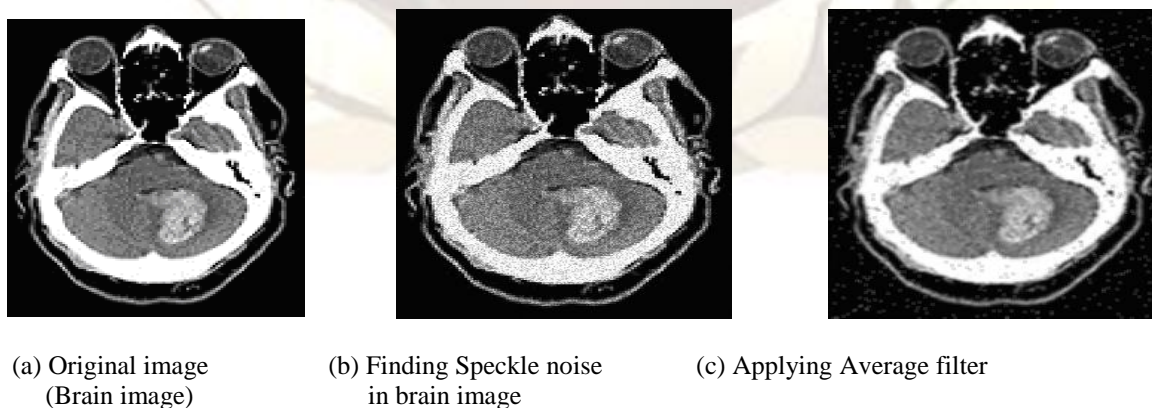 (a) Original image
(Brain image)
(b) Finding Speckle noise
in brain image
(c) Applying Average filter